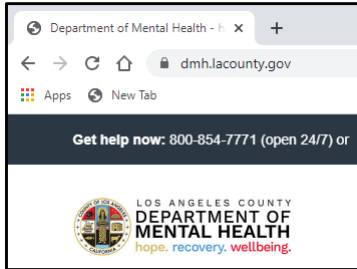 Department of Mental Health - h
dmh.lacounty.gov
Apps New Tab
Get help now: 800-854-7771 (open 24/7) or
LOS ANGELES COUNTY
DEPARTMENT OF
MENTAL HEALTH
hope. recovery. wellbeing.